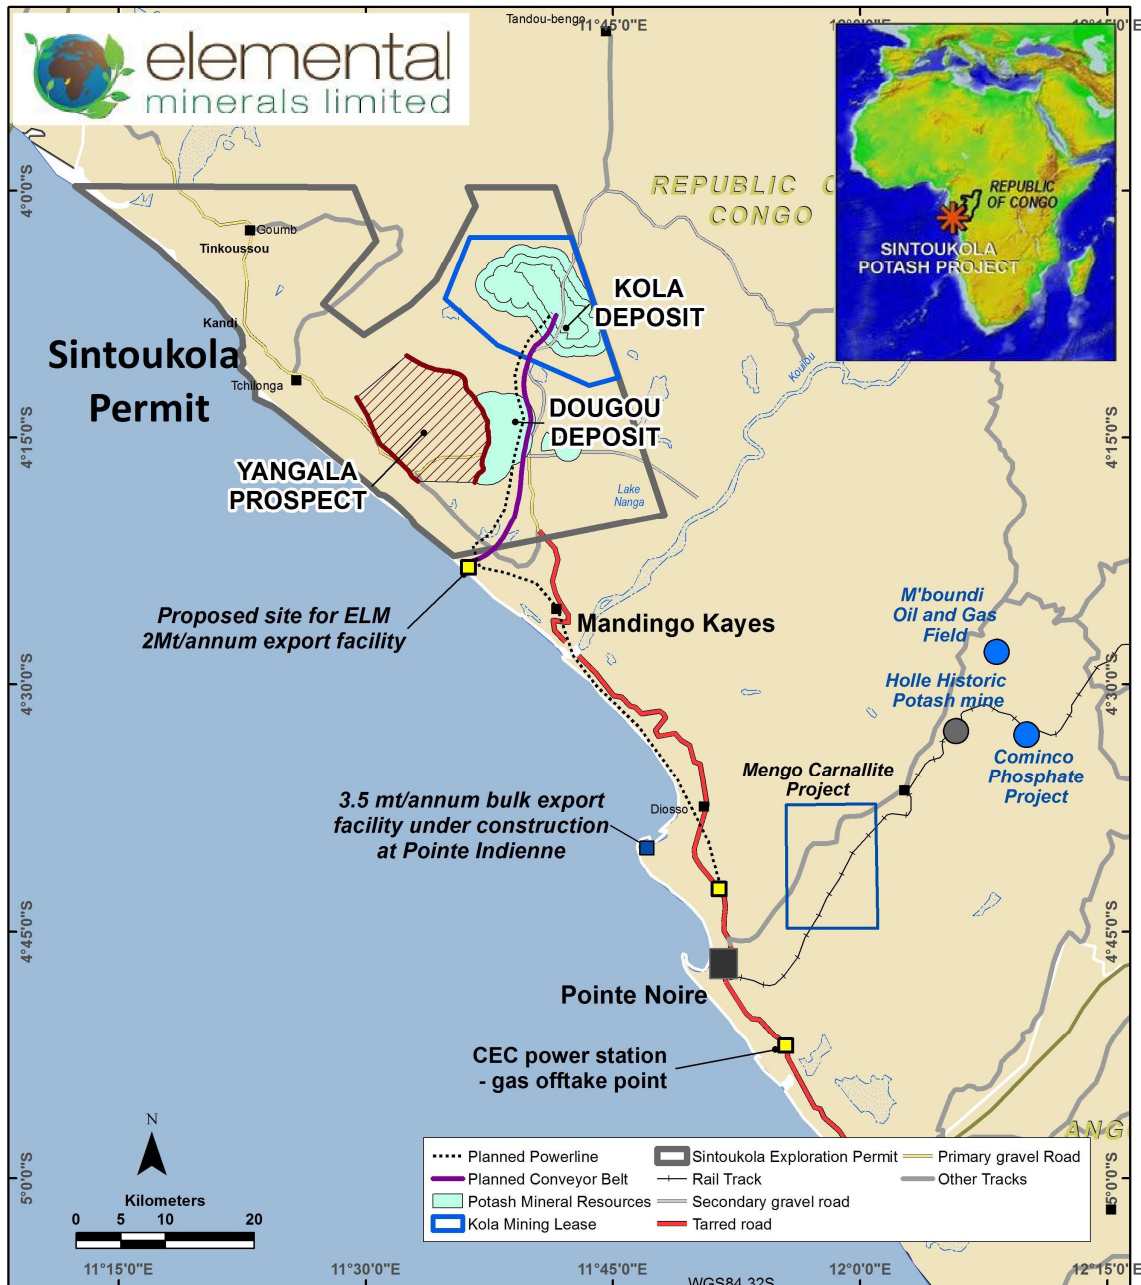 Tandou-bengo
11°45'0"E
elemental
minerals limited
4°0'0"S
REPUBLIC
CONGO
REPUBLIC
OF CONGO
SINTOUKOLA
POTASH PROJECT
Goumb
Tinkoussou
KOLA
DEPOSIT
Kandi
Sintoukola
Permit
Tchilonga
Kouilou
DOUGOU
DEPOSIT
4°15'0"S
4°15'0"S
YANGALA
PROSPECT
Lake
Nanga
Proposed site for ELM
2Mt/annum export facility
Mandingo Kayes
M'boundi
Oil and Gas
Field
4°30'0"S
4°30'0"S
Holle Historic
Potash mine
Cominco
Phosphate
Project
Mengo Carnallite
Project
3.5 mt/annum bulk export
facility under construction
at Pointe Indienne
Diosso
4°45'0"S
4°45'0"S
Pointe Noire
CEC power station
- gas offtake point
N
Kilometers
0 5 10 20
5°0'0"S
5°0'0"S
ANG
Planned Powerline
Planned Conveyor Belt
Potash Mineral Resources
Kola Mining Lease
Sintoukola Exploration Permit
Rail Track
Secondary gravel road
Tarred road
Primary gravel Road
Other Tracks
11°15'0"E
11°30'0"E
11°45'0"E
12°0'0"E
12°15'0"E
WGS84 32S